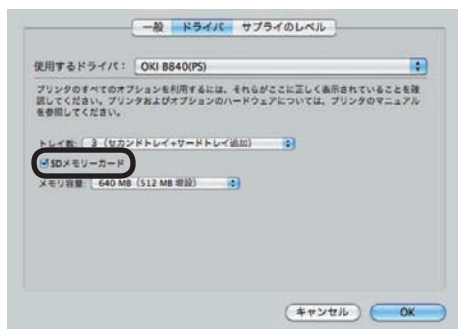 一般 ドライバ サプライのレベル
使用するドライバ： OKI B840(PS)
プリンタのすべてのオプションを利用するには、それらがここに正しく表示されていることを確
認してください。プリンタおよびオプションのハードウェアについては、プリンタのマニュアル
を参照してください。
トレイ数: 3（セカンドトレイ+サードトレイ追加）
SDメモリーカード
メモリ容量: 640 MB（512 MB 増設）
キャンセル OK